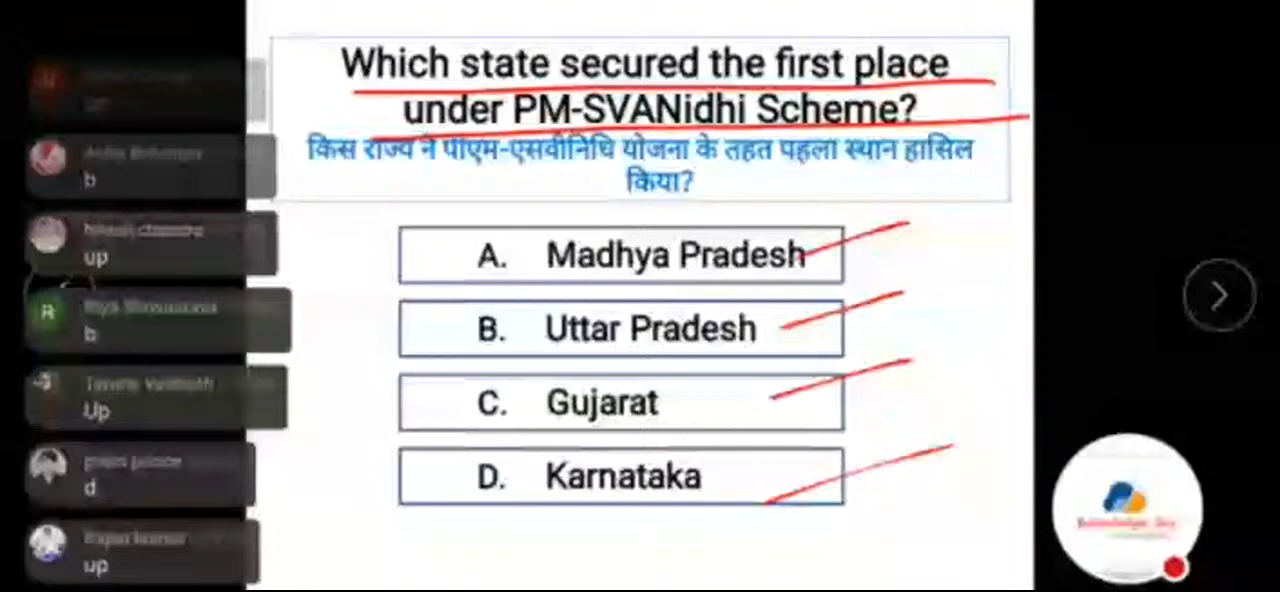 Which state secured the first place
under PM-SVANidhi Scheme?
किस राज्य ने पीएम-एसवीनिधि योजना के तहत पहला स्थान हासिल
किया?
A. Madhya Pradesh
B. Uttar Pradesh
C. Gujarat
D. Karnataka
b
up
R
b
Up
d
up